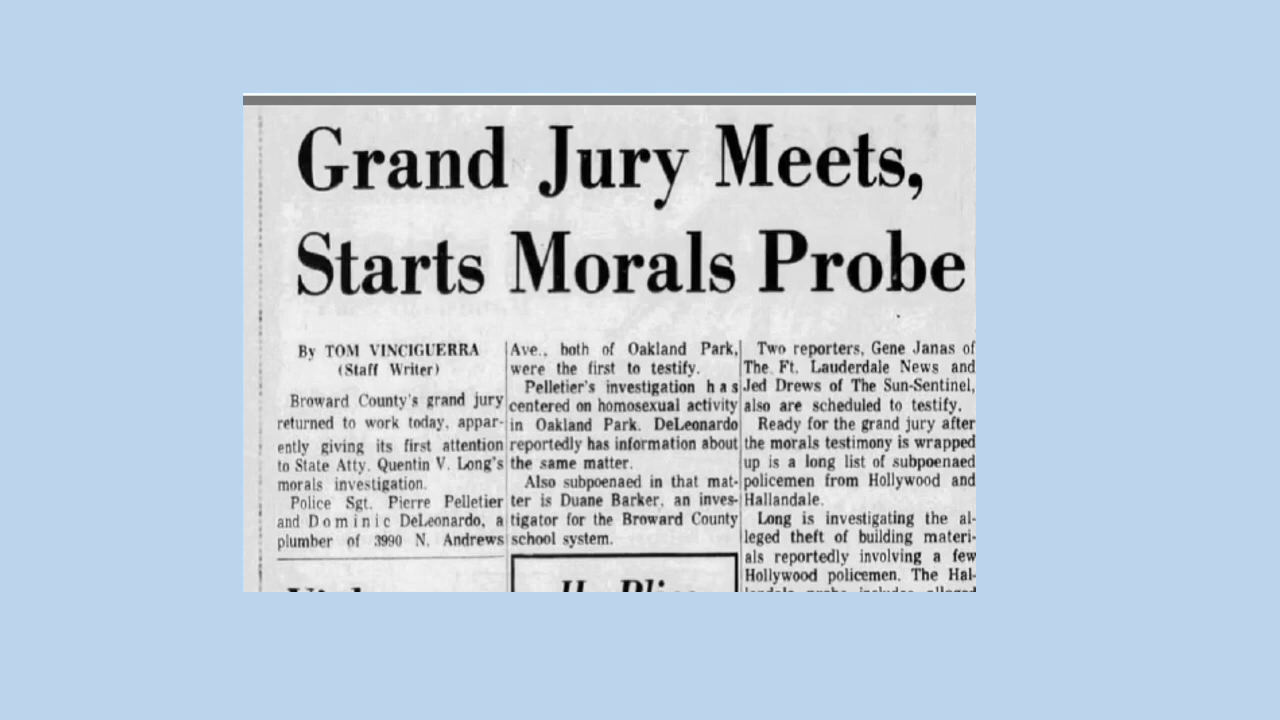 Grand Jury Meets,
Starts Morals Probe
By TOM VINCIGUERRA
(Staff Writer)
Broward County's grand jury
returned to work today, appar-
ently giving its first attention
to State Atty. Quentin V. Long's
morals investigation.
Police Sgt. Pierre Pelletier
and Dominic DeLeonardo, a
plumber of 3990 N. Andrews
Ave., both of Oakland Park,
were the first to testify.
Pelletier's investigation has
centered on homosexual activity
in Oakland Park. DeLeonardo
reportedly has information about
the same matter.
Also subpoenaed in that mat-
ter is Duane Barker, an inves-
tigator for the Broward County
school system.
Two reporters, Gene Janas of
The Ft. Lauderdale News and
Jed Drews of The Sun-Sentinel,
also are scheduled to testify.
Ready for the grand jury after
the morals testimony is wrapped
up is a long list of subpoenaed
policemen from Hollywood and
Hallandale.
Long is investigating the al-
leged theft of building materi-
als reportedly involving a few
Hollywood policemen. The Hal-